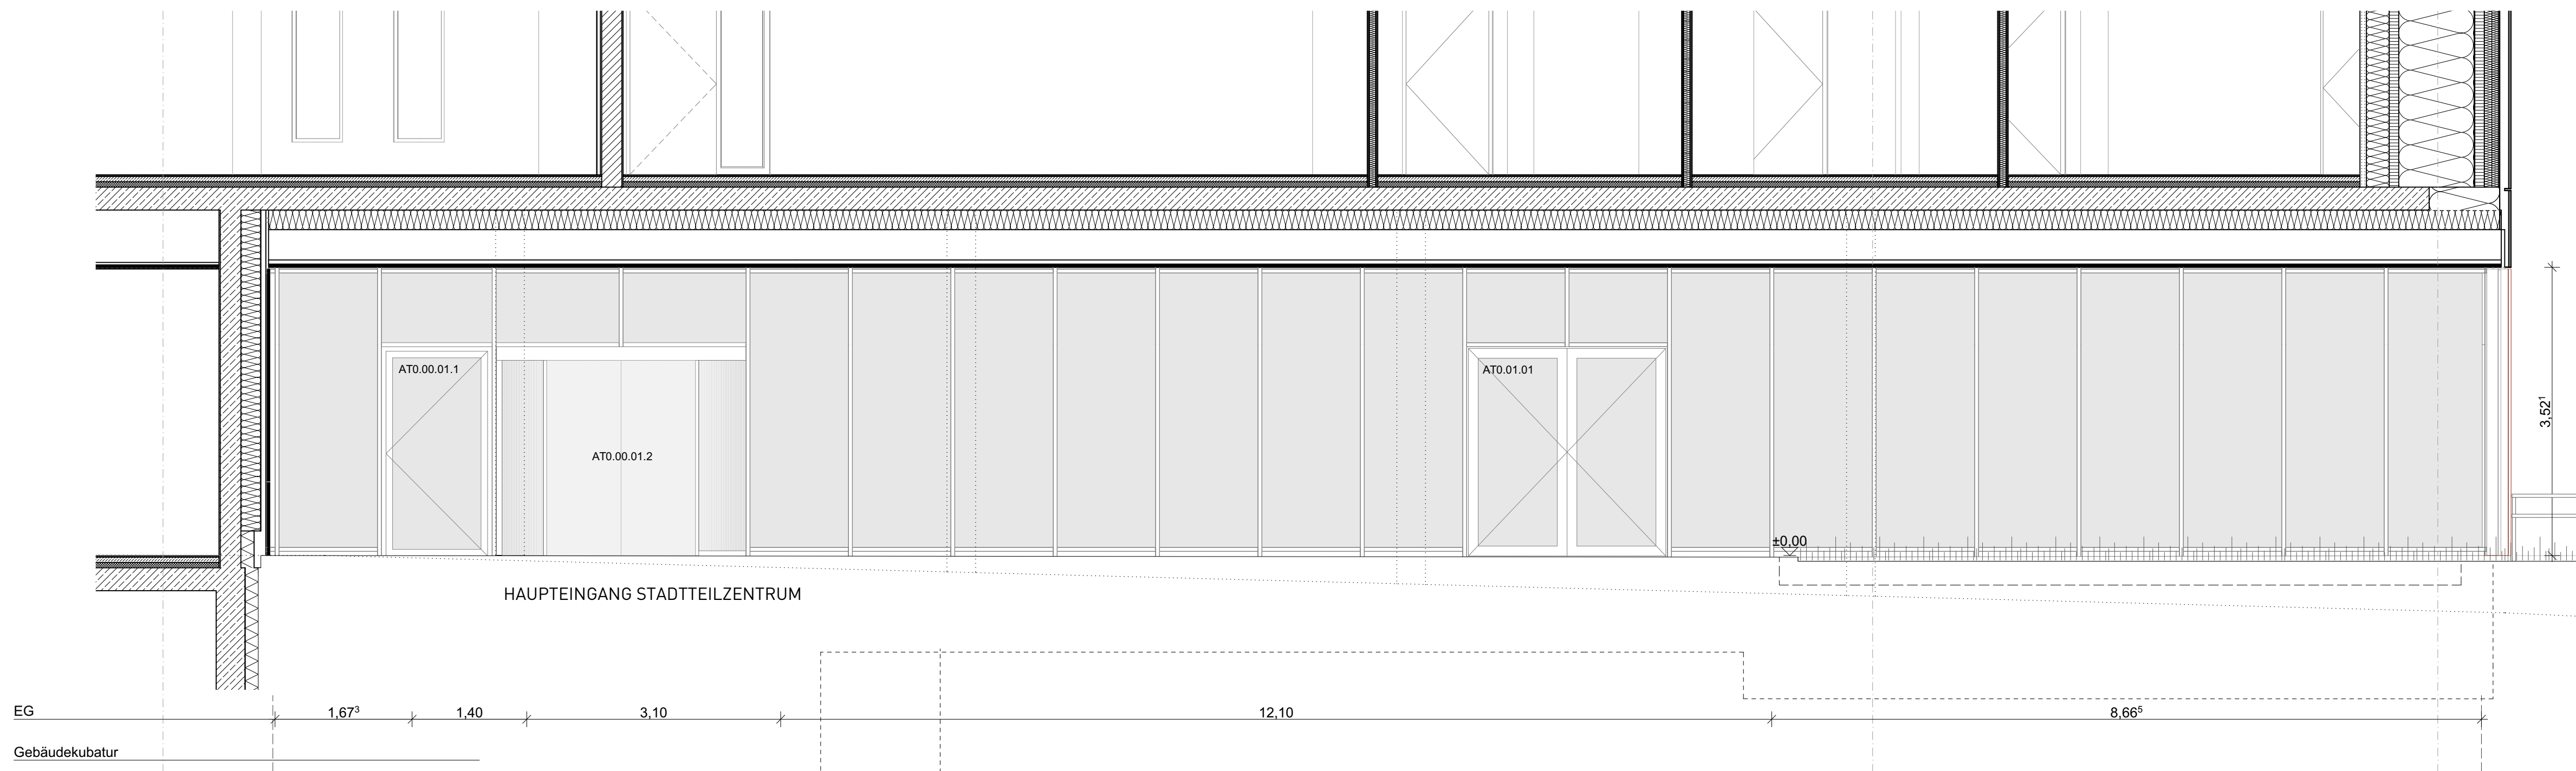 AT0.00.01.1
AT0.01.01
3,52¹
AT0.00.01.2
±0,00
HAUPTEINGANG STADTTEILZENTRUM
EG
1,67³
1,40
3,10
12,10
8,66⁵
Gebäudekubatur